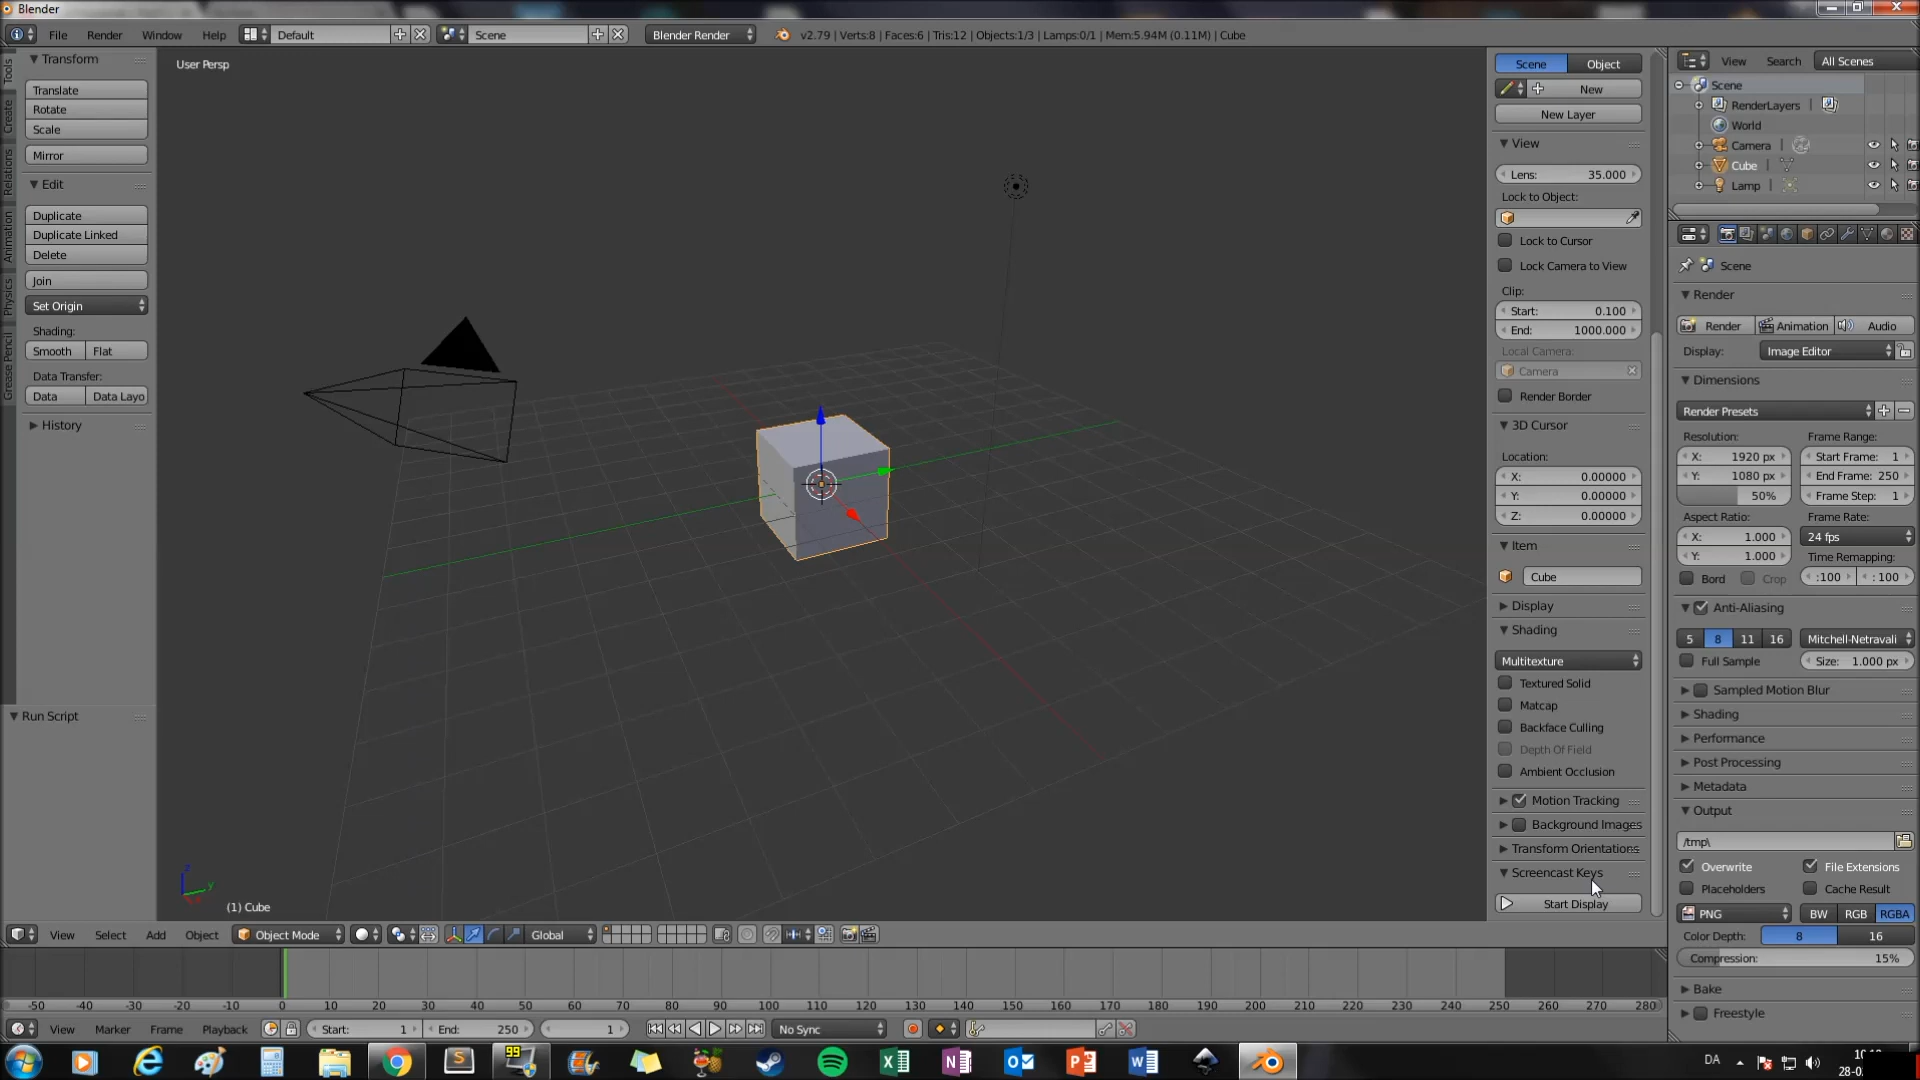 Blender
File Render Window Help Default Scene Blender Render v2.79 | Verts:8 | Faces:6 | Tris:12 | Objects:1/3 | Lamps:0/1 | Mem:5.94M (0.11M) | Cube
Tools
Create
Relations
Animation
Physics
Grease Pencil
Transform
Translate
Rotate
Scale
Mirror
Edit
Duplicate
Duplicate Linked
Delete
Join
Set Origin
Shading:
Smooth Flat
Data Transfer:
Data Data Layo
History
Run Script
User Persp
(1) Cube
Scene Object
New
New Layer
View
Lens: 35.000
Lock to Object:
Lock to Cursor
Lock Camera to View
Clip:
Start: 0.100
End: 1000.000
Local Camera:
Camera
Render Border
3D Cursor
Location:
X: 0.00000
Y: 0.00000
Z: 0.00000
Item
Cube
Display
Shading
Multitexture
Textured Solid
Matcap
Backface Culling
Depth Of Field
Ambient Occlusion
Motion Tracking
Background Images
Transform Orientations
Screencast Keys
Start Display
View Search All Scenes
Scene
RenderLayers
World
Camera
Cube
Lamp
Scene
Render
Render Animation Audio
Display: Image Editor
Dimensions
Render Presets
Resolution: Frame Range:
X: 1920 px Start Frame: 1
Y: 1080 px End Frame: 250
50% Frame Step: 1
Aspect Ratio: Frame Rate:
X: 1.000 24 fps
Y: 1.000 Time Remapping:
Bord Crop :100 :100
Anti-Aliasing
5 8 11 16 Mitchell-Netravali
Full Sample Size: 1.000 px
Sampled Motion Blur
Shading
Performance
Post Processing
Metadata
Output
/tmp\
Overwrite File Extensions
Placeholders Cache Result
PNG BW RGB RGBA
Color Depth: 8 16
Compression: 15%
Bake
Freestyle
View Select Add Object Object Mode Global
-50 -40 -30 -20 -10 0 10 20 30 40 50 60 70 80 90 100 110 120 130 140 150 160 170 180 190 200 210 220 230 240 250 260 270 280
View Marker Frame Playback Start: 1 End: 250 1 No Sync
DA